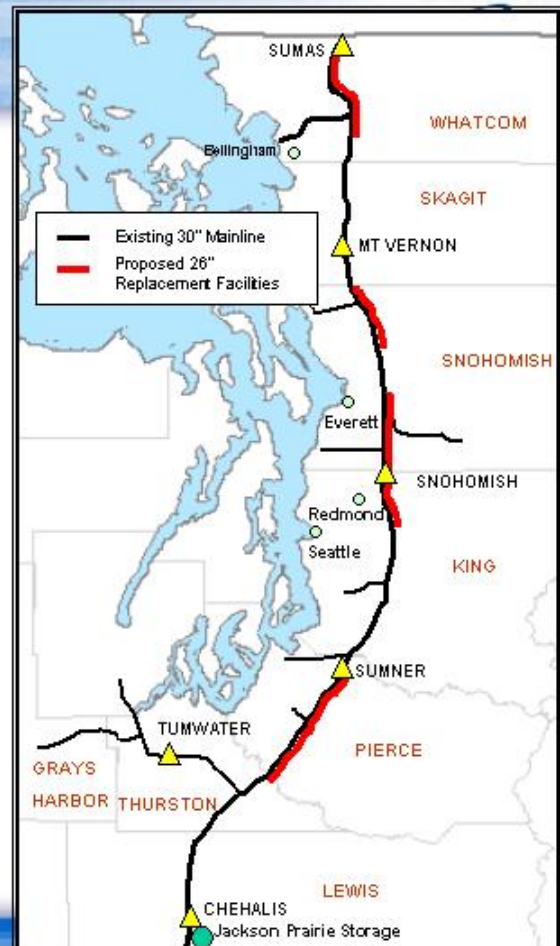 SUMAS
WHATCOM
Bellingham
SKAGIT
Existing 30" Mainline
Proposed 26"
Replacement Facilities
MT VERNON
SNOHOMISH
Everett
SNOHOMISH
Redmond
Seattle
KING
SUMNER
TUMWATER
PIERCE
GRAYS
HARBOR
THURSTON
LEWIS
CHEHALIS
Jackson Prairie Storage